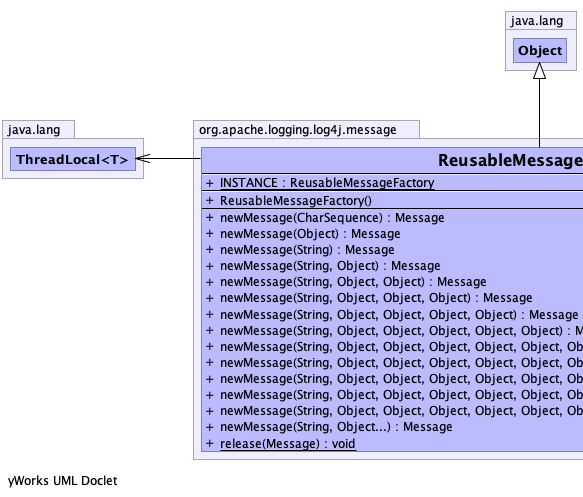 java.lang
Object
java.lang
ThreadLocal<T>
org.apache.logging.log4j.message
ReusableMessage
+ INSTANCE : ReusableMessageFactory
+ ReusableMessageFactory()
+ newMessage(CharSequence) : Message
+ newMessage(Object) : Message
+ newMessage(String) : Message
+ newMessage(String, Object) : Message
+ newMessage(String, Object, Object) : Message
+ newMessage(String, Object, Object, Object) : Message
+ newMessage(String, Object, Object, Object, Object) : Message
+ newMessage(String, Object, Object, Object, Object, Object) : M
+ newMessage(String, Object, Object, Object, Object, Object, Ob
+ newMessage(String, Object, Object, Object, Object, Object, Ob
+ newMessage(String, Object, Object, Object, Object, Object, Ob
+ newMessage(String, Object, Object, Object, Object, Object, Ob
+ newMessage(String, Object, Object, Object, Object, Object, Ob
+ newMessage(String, Object...) : Message
+ release(Message) : void
yWorks UML Doclet